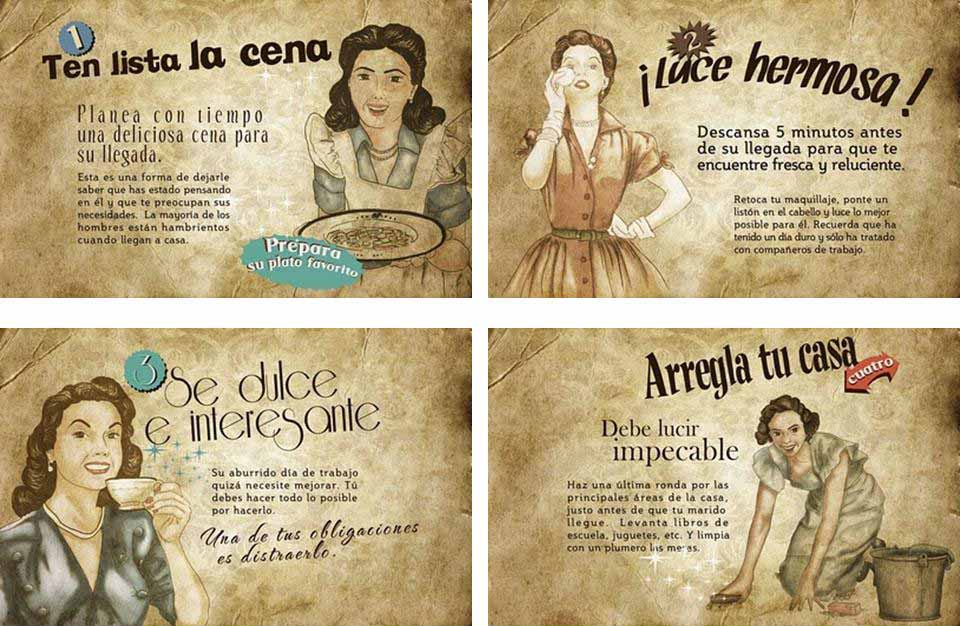 1
Ten lista la cena
Planea con tiempo
una deliciosa cena para
su llegada.
Esta es una forma de dejarle
saber que has estado pensando
en él y que te preocupan sus
necesidades. La mayoría de los
hombres están hambrientos
cuando llegan a casa.
Prepara
su plato favorito
2
¡Luce hermosa!
Descansa 5 minutos antes
de su llegada para que te
encuentre fresca y reluciente.
Retoca tu maquillaje, ponte un
listón en el cabello y luce lo mejor
posible para él. Recuerda que ha
tenido un día duro y sólo ha tratado
con compañeros de trabajo.
3
Se dulce
e interesante
Su aburrido día de trabajo
quizá necesite mejorar. Tú
debes hacer todo lo posible
por hacerlo.
Una de tus obligaciones
es distraerlo.
Arregla tu casa
cuatro
Debe lucir
impecable
Haz una última ronda por las
principales áreas de la casa,
justo antes de que tu marido
llegue. Levanta libros de
escuela, juguetes, etc. Y limpia
con un plumero las mesas.